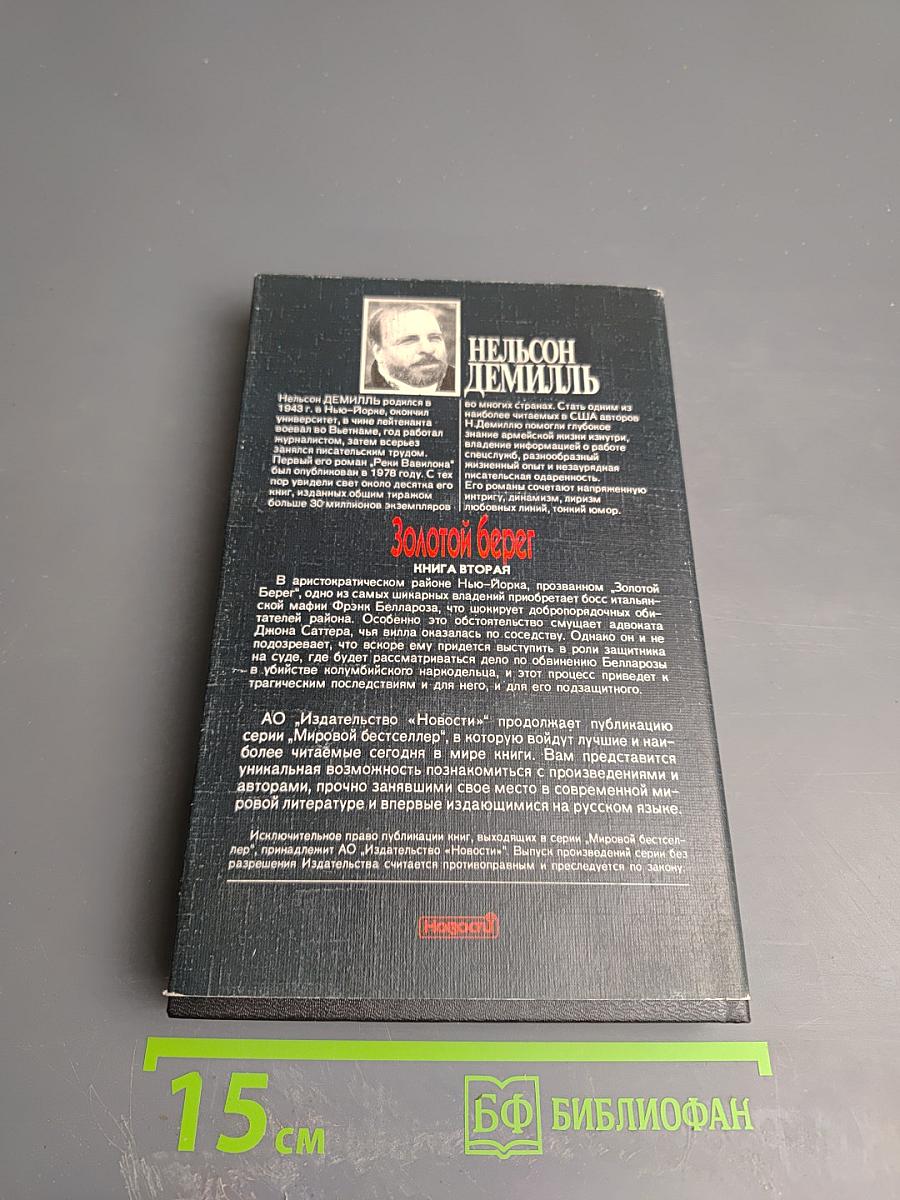 НЕЛЬСОН
ДЕМИЛЛЬ
Нельсон ДЕМИЛЛЬ родился в
1943 г. в Нью-Йорке, окончил
университет, в чине лейтенанта
воевал во Вьетнаме, год работал
журналистом, затем всерьез
занялся писательским трудом.
Первый его роман „Реки Вавилона"
был опубликован в 1978 году. С тех
пор увидели свет около десятка его
книг, изданных общим тиражом
больше 30 миллионов экземпляров
во многих странах. Стать одним из
наиболее читаемых в США авторов
Н.Демиллю помогли глубокое
знание армейской жизни изнутри,
владение информацией о работе
спецслужб, разнообразный
жизненный опыт и незаурядная
писательская одаренность.
Его романы сочетают напряженную
интригу, динамизм, лиризм
любовных линий, тонкий юмор.
Золотой берег
КНИГА ВТОРАЯ
В аристократическом районе Нью-Йорка, прозванном „Золотой
Берег", одно из самых шикарных владений приобретает босс итальян-
ской мафии Фрэнк Беллароза, что шокирует добропорядочных оби-
тателей района. Особенно это обстоятельство смущает адвоката
Джона Саттера, чья вилла оказалась по соседству. Однако он и не
подозревает, что вскоре ему придется выступить в роли защитника
на суде, где будет рассматриваться дело по обвинению Белларозы
в убийстве колумбийского наркодельца, и этот процесс приведет к
трагическим последствиям и для него, и для его подзащитного.
АО „Издательство «Новости»" продолжает публикацию
серии „Мировой бестселлер", в которую войдут лучшие и наи-
более читаемые сегодня в мире книги. Вам представится
уникальная возможность познакомиться с произведениями и
авторами, прочно занявшими свое место в современной ми-
ровой литературе и впервые издающимися на русском языке.
Исключительное право публикации книг, выходящих в серии „Мировой бестсел-
лер", принадлежит АО „Издательство «Новости»". Выпуск произведений серии без
разрешения Издательства считается противоправным и преследуется по закону.
Новости
15 см
БФ БИБЛИОФАН